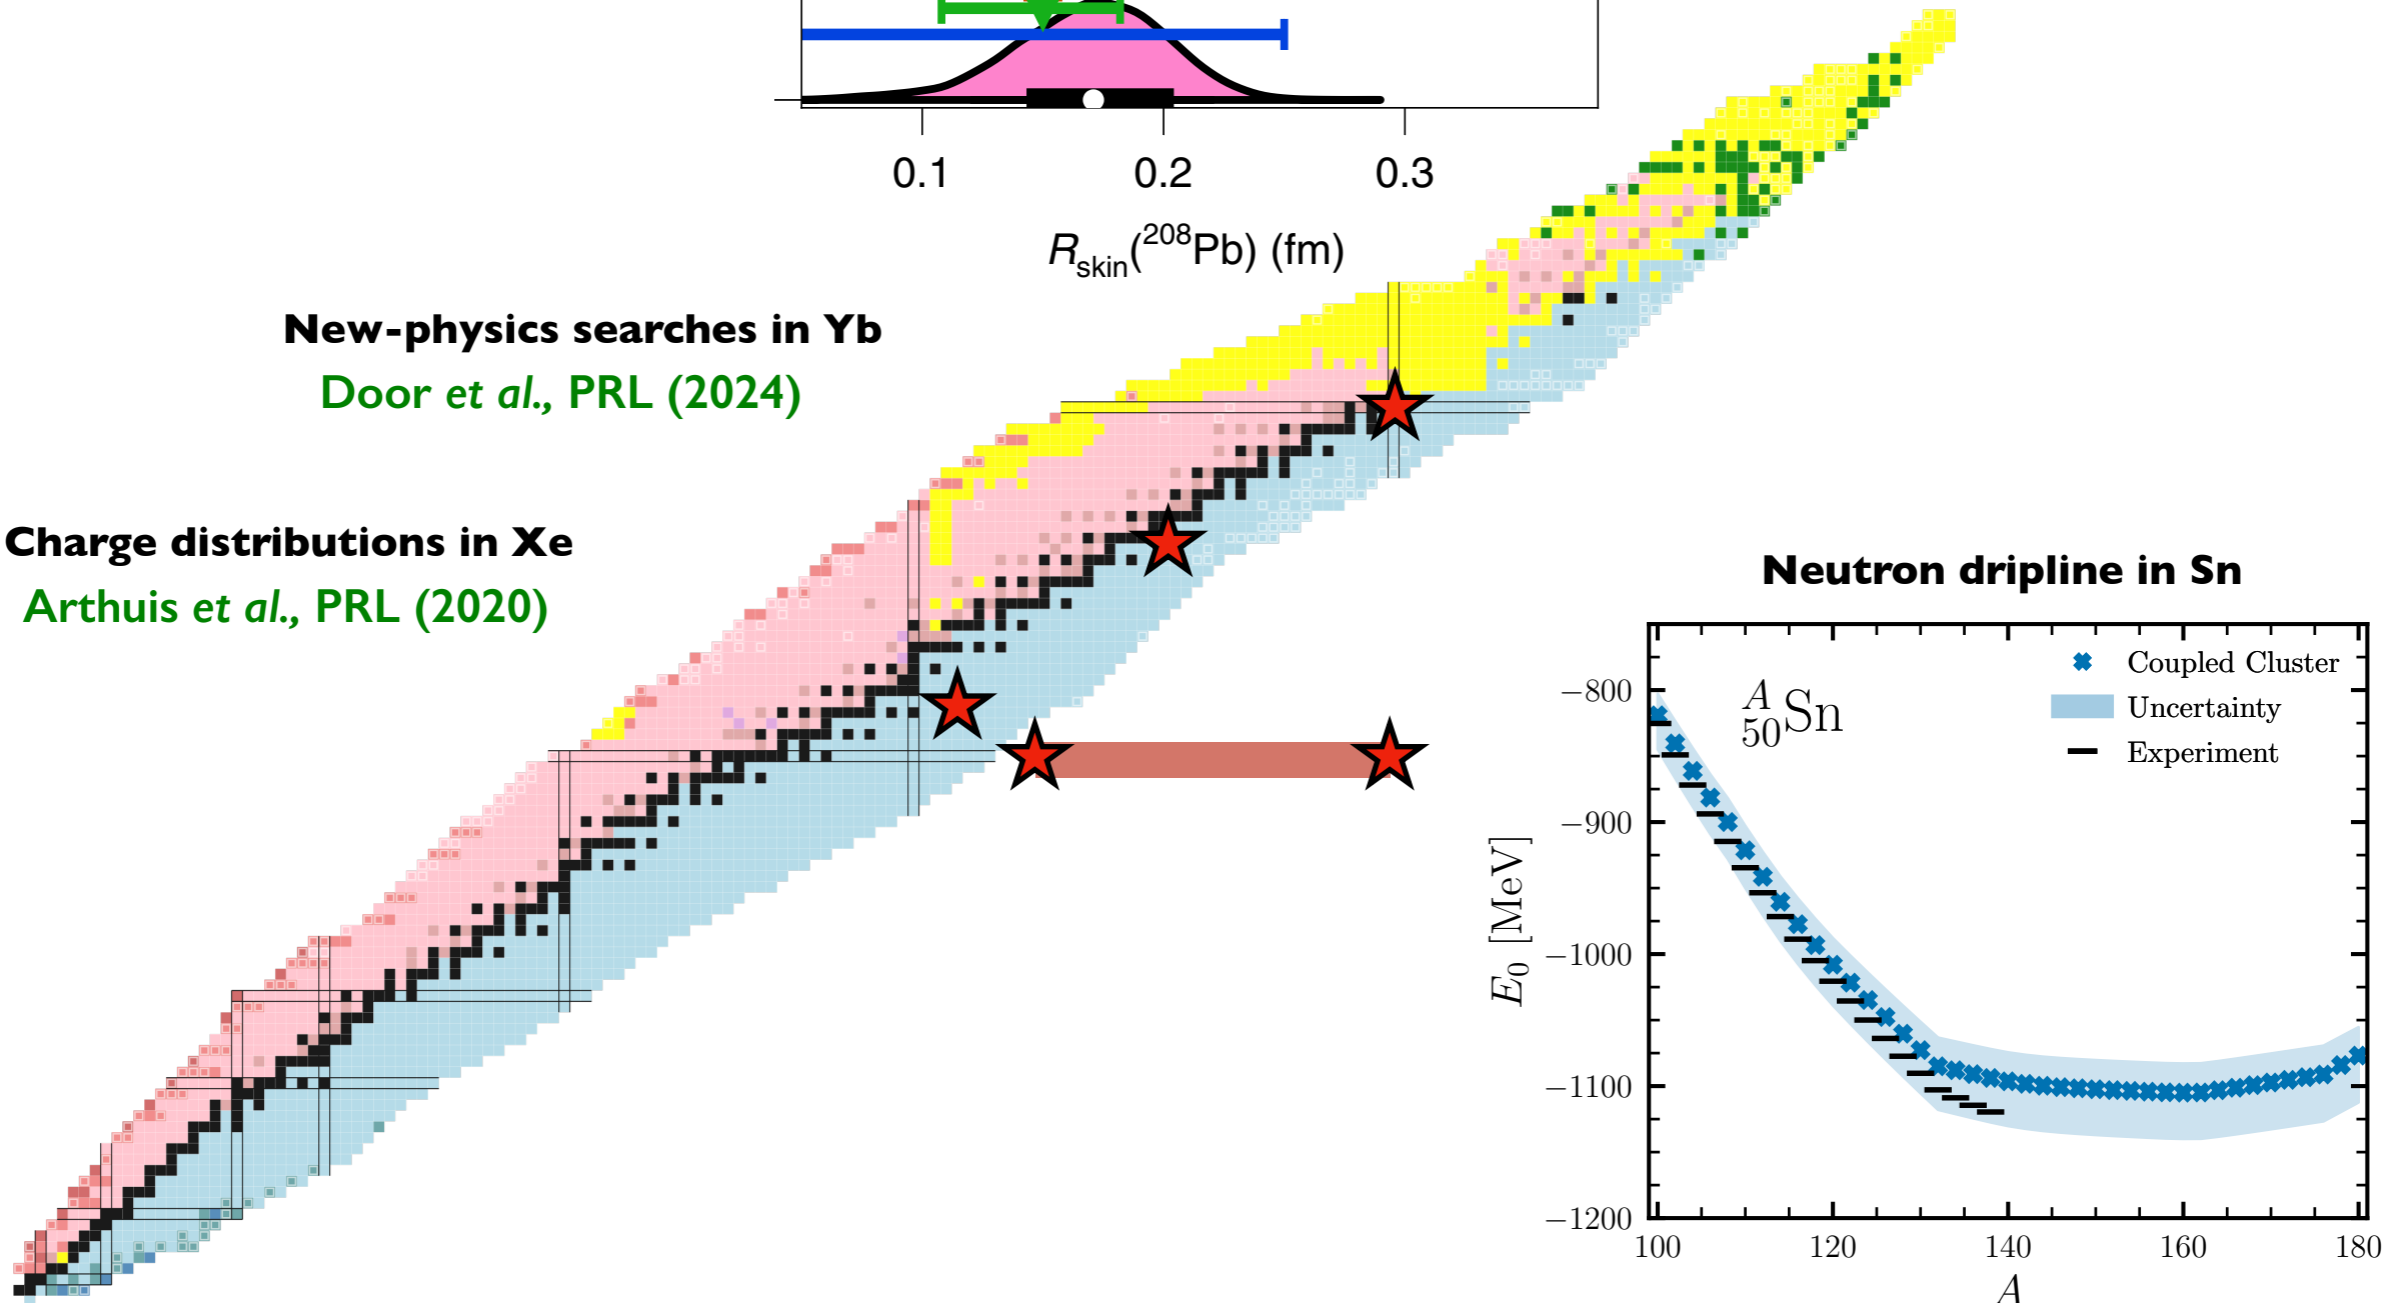 0.1 0.2 0.3
R_skin(²⁰⁸Pb) (fm)
New-physics searches in Yb
Door et al., PRL (2024)
Charge distributions in Xe
Arthuis et al., PRL (2020)
Neutron dripline in Sn
Coupled Cluster
Uncertainty
Experiment
ᴬ₅₀Sn
−800
−900
−1000
−1100
−1200
E₀ [MeV]
100 120 140 160 180
A